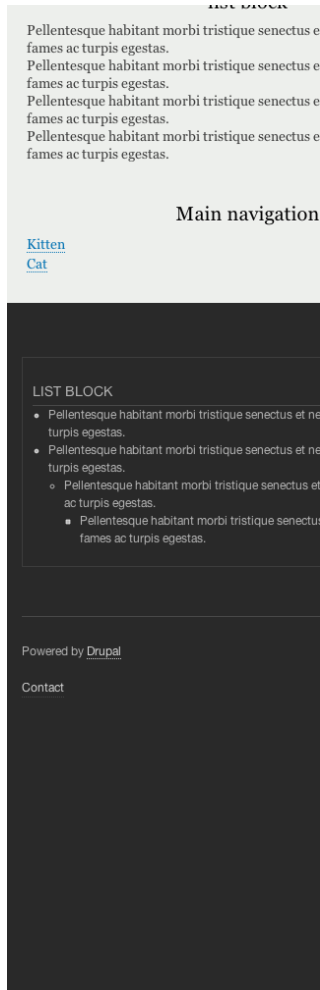 list block
Pellentesque habitant morbi tristique senectus e
fames ac turpis egestas.
Pellentesque habitant morbi tristique senectus e
fames ac turpis egestas.
Pellentesque habitant morbi tristique senectus e
fames ac turpis egestas.
Pellentesque habitant morbi tristique senectus e
fames ac turpis egestas.
Main navigation
Kitten
Cat
LIST BLOCK
Pellentesque habitant morbi tristique senectus et ne
turpis egestas.
Pellentesque habitant morbi tristique senectus et ne
turpis egestas.
Pellentesque habitant morbi tristique senectus et
ac turpis egestas.
Pellentesque habitant morbi tristique senectus
fames ac turpis egestas.
Powered by Drupal
Contact